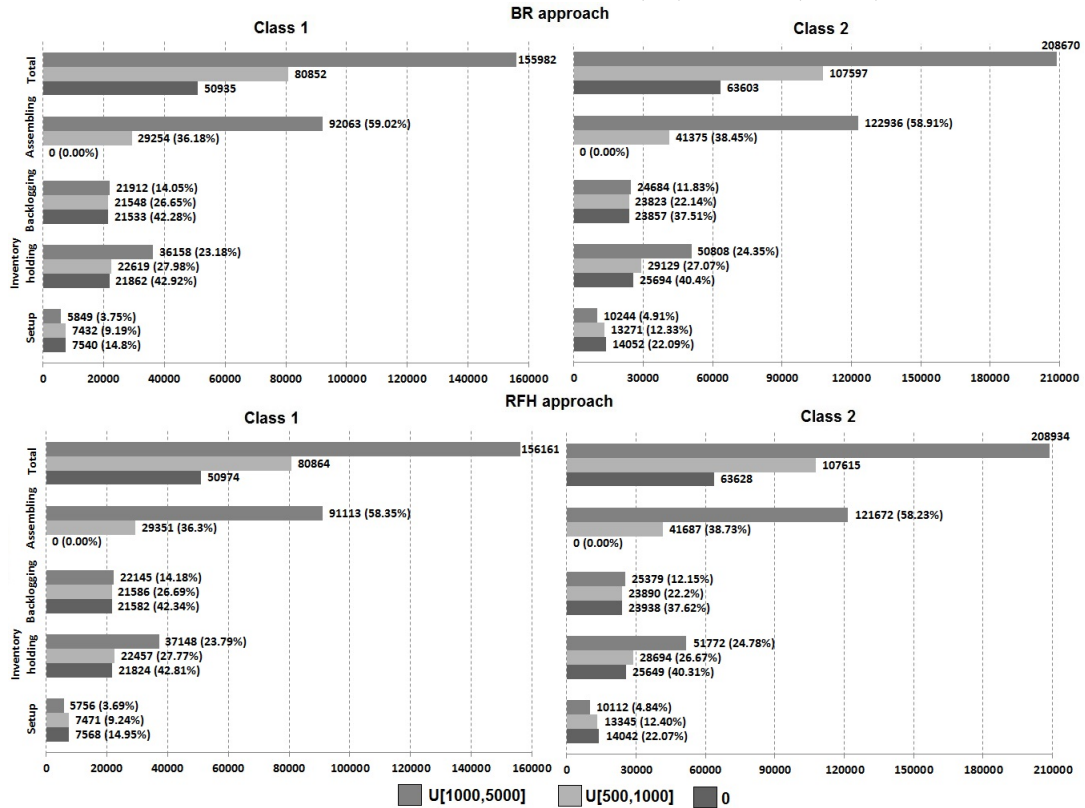 BR approach
Class 1
Class 2
Total
155982
80852
50935
Assembling
92063 (59.02%)
29254 (36.18%)
0 (0.00%)
Backlogging
21912 (14.05%)
21548 (26.65%)
21533 (42.28%)
Inventory
holding
36158 (23.18%)
22619 (27.98%)
21862 (42.92%)
Setup
5849 (3.75%)
7432 (9.19%)
7540 (14.8%)
0 20000 40000 60000 80000 100000 120000 140000 160000
208670
107597
63603
122936 (58.91%)
41375 (38.45%)
0 (0.00%)
24684 (11.83%)
23823 (22.14%)
23857 (37.51%)
50808 (24.35%)
29129 (27.07%)
25694 (40.4%)
10244 (4.91%)
13271 (12.33%)
14052 (22.09%)
0 30000 60000 90000 120000 150000 180000 210000
RFH approach
Class 1
Class 2
Total
156161
80864
50974
Assembling
91113 (58.35%)
29351 (36.3%)
0 (0.00%)
Backlogging
22145 (14.18%)
21586 (26.69%)
21582 (42.34%)
Inventory
holding
37148 (23.79%)
22457 (27.77%)
21824 (42.81%)
Setup
5756 (3.69%)
7471 (9.24%)
7568 (14.95%)
0 20000 40000 60000 80000 100000 120000 140000 160000
208934
107615
63628
121672 (58.23%)
41687 (38.73%)
0 (0.00%)
25379 (12.15%)
23890 (22.2%)
23938 (37.62%)
51772 (24.78%)
28694 (26.67%)
25649 (40.31%)
10112 (4.84%)
13345 (12.40%)
14042 (22.07%)
0 30000 60000 90000 120000 150000 180000 210000
U[1000,5000] U[500,1000] 0